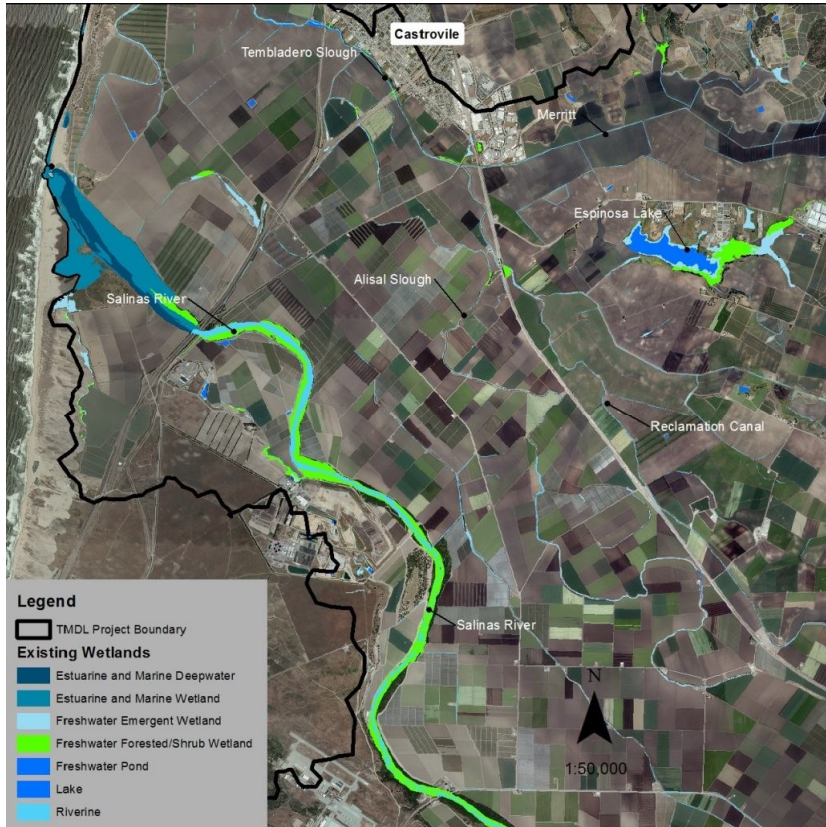 Castrovile
Tembladero Slough
Merritt
Espinosa Lake
Alisal Slough
Salinas River
Reclamation Canal
Salinas River
N
1:50,000
Legend
TMDL Project Boundary
Existing Wetlands
Estuarine and Marine Deepwater
Estuarine and Marine Wetland
Freshwater Emergent Wetland
Freshwater Forested/Shrub Wetland
Freshwater Pond
Lake
Riverine